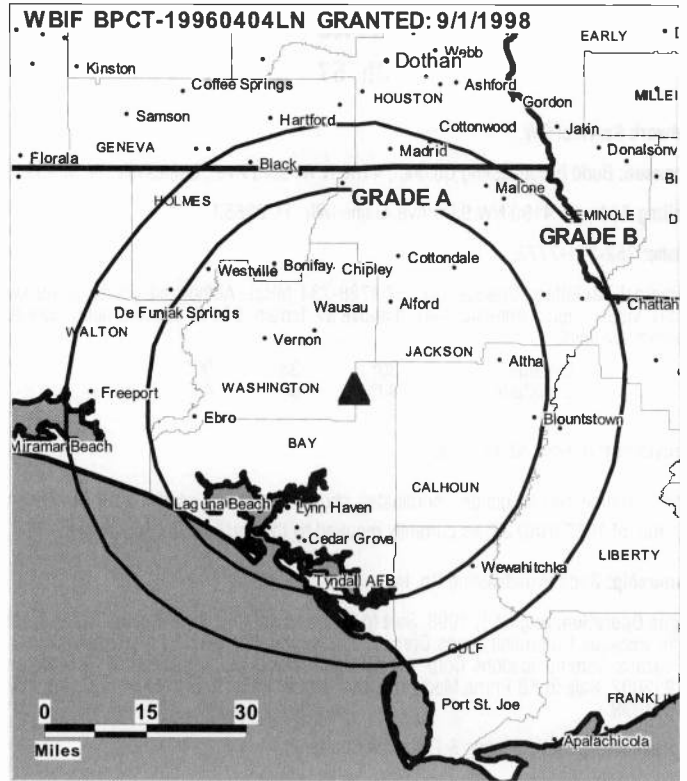 WBIF BPCT-19960404LN GRANTED: 9/1/1998
EARLY
Webb
Kinston
Dothan
Coffee Springs
Ashford
HOUSTON
MILLEI
Samson
Hartford
Gordon
Cottonwood
Jakin
GENEVA
Donalsonv
Florala
Black
Madrid
Malone
GRADE A
HOLMES
SEMINOLE
GRADE B
Cottondale
Bonifay
Chipley
Westville
Chattah
Wausau
Alford
De Funiak Springs
WALTON
Vernon
JACKSON
Altha
WASHINGTON
Freeport
Ebro
Blountstown
BAY
Miramar Beach
CALHOUN
Laguna Beach
Lynn Haven
Cedar Grove
LIBERTY
Wewahitchka
Tyndall AFB
GULF
FRANKLIN
Port St. Joe
0 15 30
Miles
Apalachicola